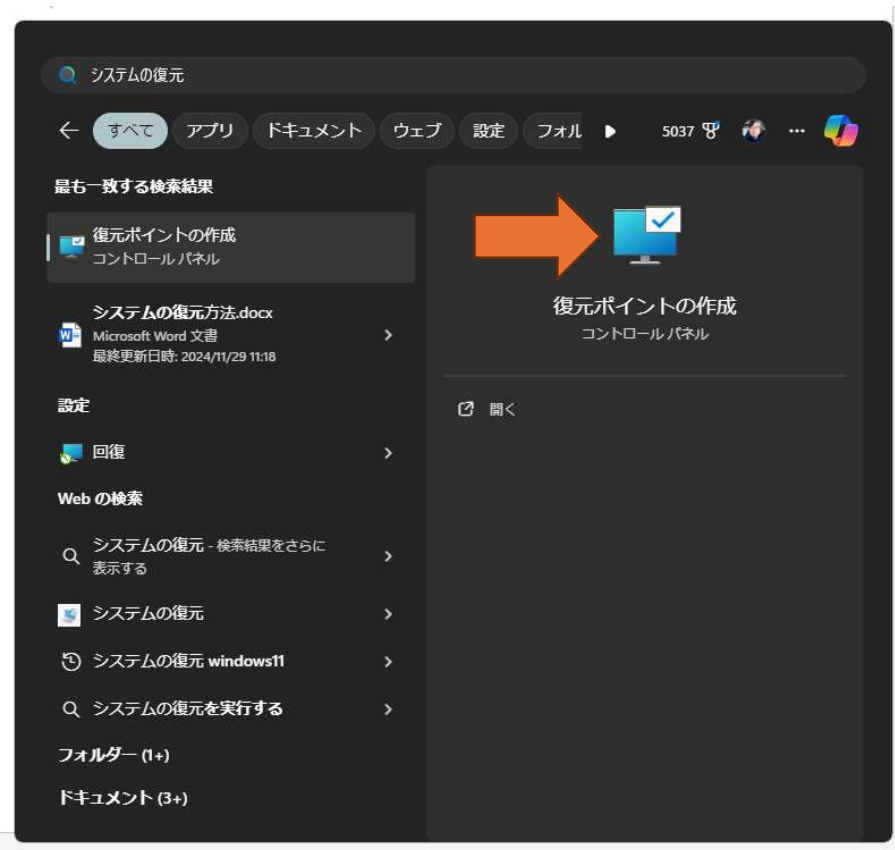 システムの復元
すべて アプリ ドキュメント ウェブ 設定 フォル 5037
最も一致する検索結果
復元ポイントの作成
コントロール パネル
システムの復元方法.docx
Microsoft Word 文書
最終更新日時: 2024/11/29 11:18
設定
回復
Web の検索
システムの復元 - 検索結果をさらに
表示する
システムの復元
システムの復元 windows11
システムの復元を実行する
フォルダー (1+)
ドキュメント (3+)
復元ポイントの作成
コントロール パネル
開く